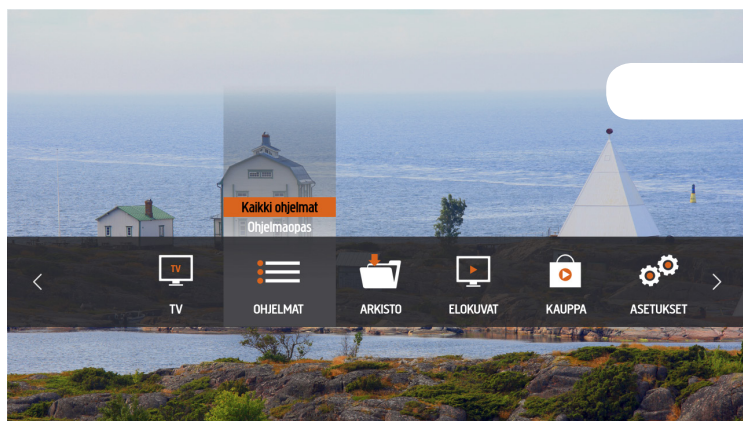 Kaikki ohjelmat
Ohjelmaopas
TV
TV
OHJELMAT
ARKISTO
ELOKUVAT
KAUPPA
ASETUKSET